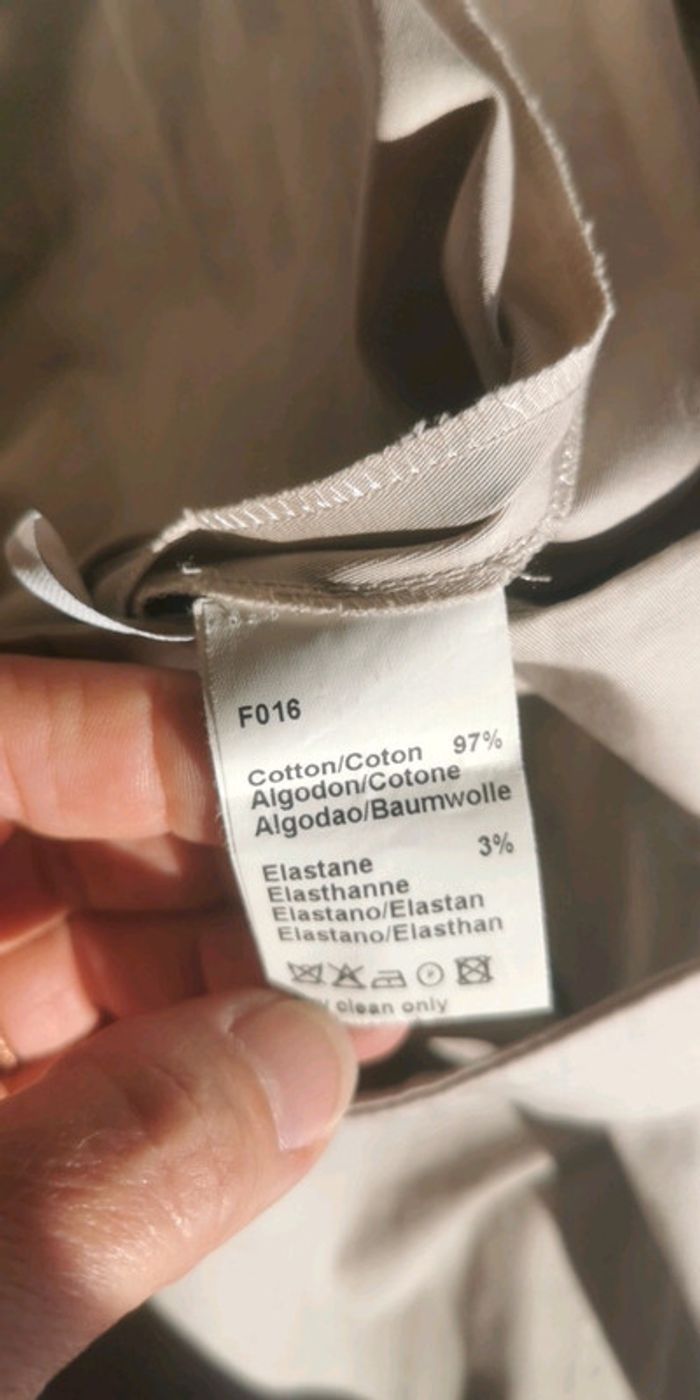 F016
Cotton/Coton 97%
Algodon/Cotone
Algodao/Baumwolle
Elastane 3%
Elasthanne
Elastano/Elastan
Elastano/Elasthan
clean only